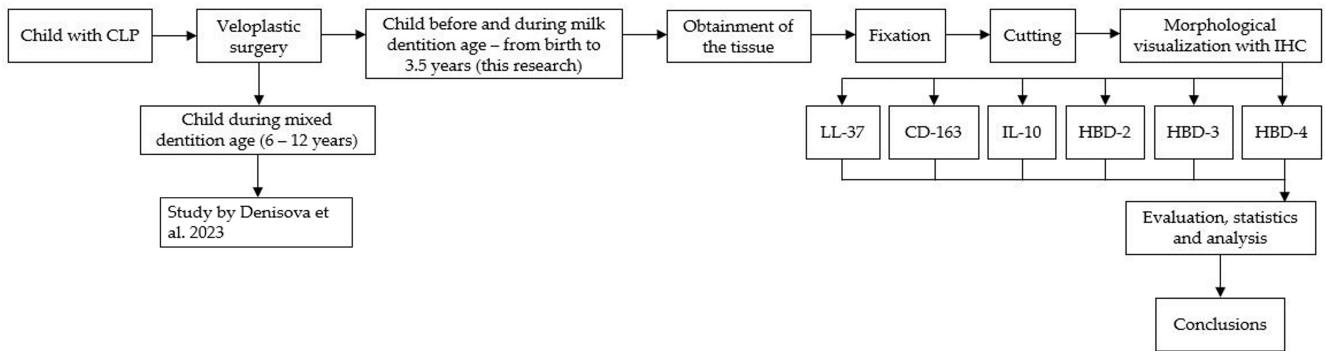 Child with CLP
Veloplastic
surgery
Child before and during milk
dentition age – from birth to
3.5 years (this research)
Obtainment of
the tissue
Fixation
Cutting
Morphological
visualization with IHC
Child during mixed
dentition age (6 – 12 years)
Study by Denisova et
al. 2023
LL-37
CD-163
IL-10
HBD-2
HBD-3
HBD-4
Evaluation, statistics
and analysis
Conclusions